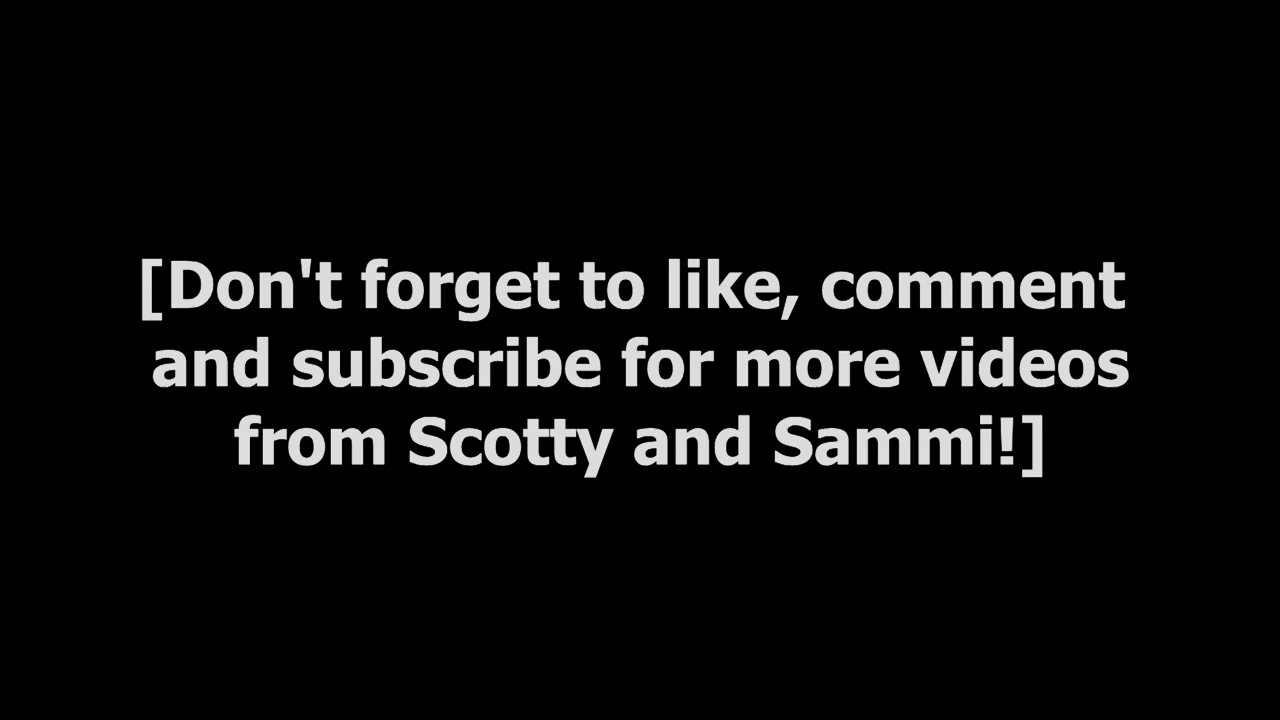 [Don't forget to like, comment
and subscribe for more videos
from Scotty and Sammi!]